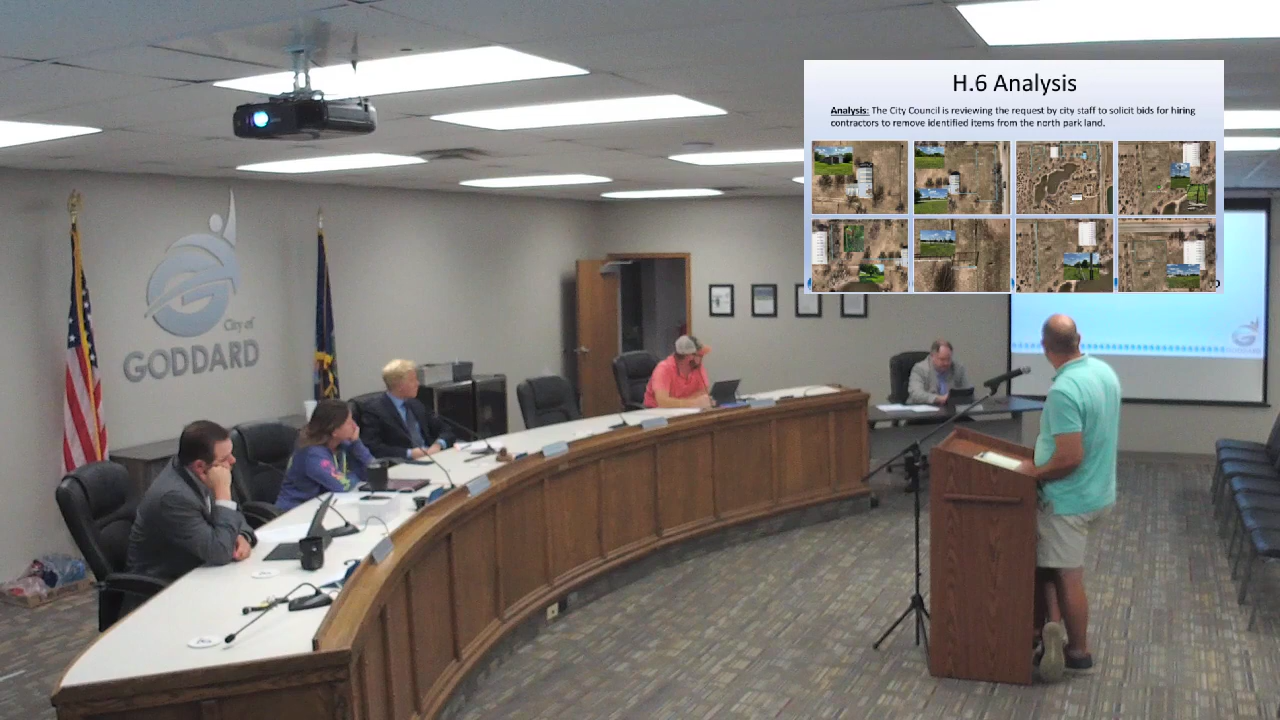 H.6 Analysis
Analysis: The City Council is reviewing the request by city staff to solicit bids for hiring
contractors to remove identified items from the north park land.
City of
GODDARD